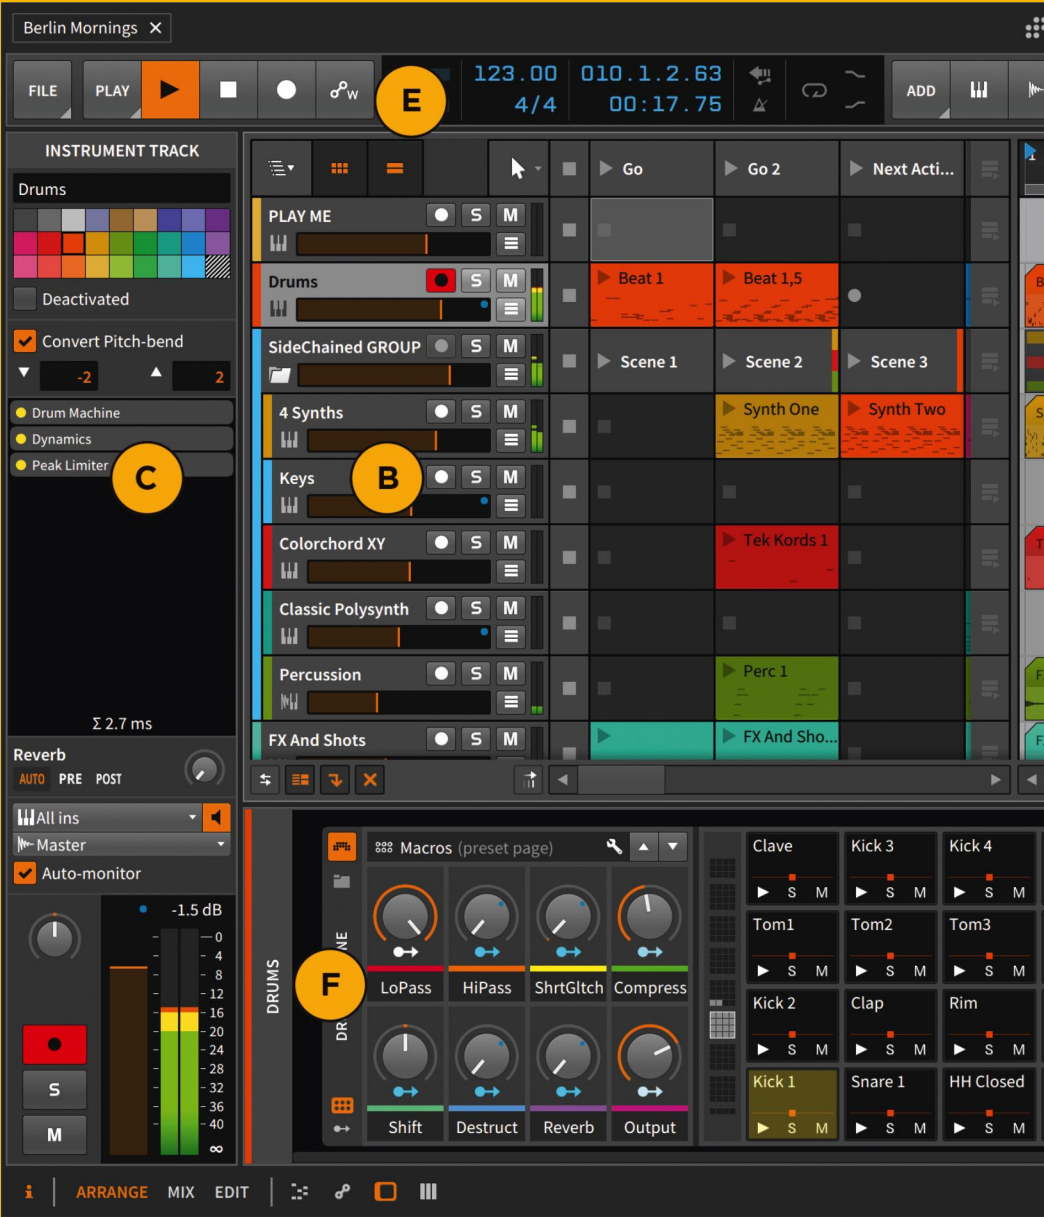 Berlin Mornings ×
FILE PLAY W E 123.00 010.1.2.63 ADD
4/4 00:17.75
INSTRUMENT TRACK
Drums
Deactivated
Convert Pitch-bend
-2 2
Drum Machine
Dynamics
Peak Limiter
C
Σ 2.7 ms
Reverb
AUTO PRE POST
All ins
Master
Auto-monitor
-1.5 dB
0
4
8
12
16
20
24
28
32
36
40
∞
S
M
Go Go 2 Next Acti...
PLAY ME S M
Drums S M Beat 1 Beat 1,5
SideChained GROUP S M Scene 1 Scene 2 Scene 3
4 Synths S M Synth One Synth Two
Keys B S M
Colorchord XY S M Tek Kords 1
Classic Polysynth S M
Percussion S M Perc 1
FX And Shots S M FX And Sho...
DRUMS
F
Macros (preset page)
LoPass HiPass ShrtGltch Compress
Shift Destruct Reverb Output
Clave Kick 3 Kick 4
S M S M S M
Tom1 Tom2 Tom3
S M S M S M
Kick 2 Clap Rim
S M S M S M
Kick 1 Snare 1 HH Closed
S M S M S M
i ARRANGE MIX EDIT